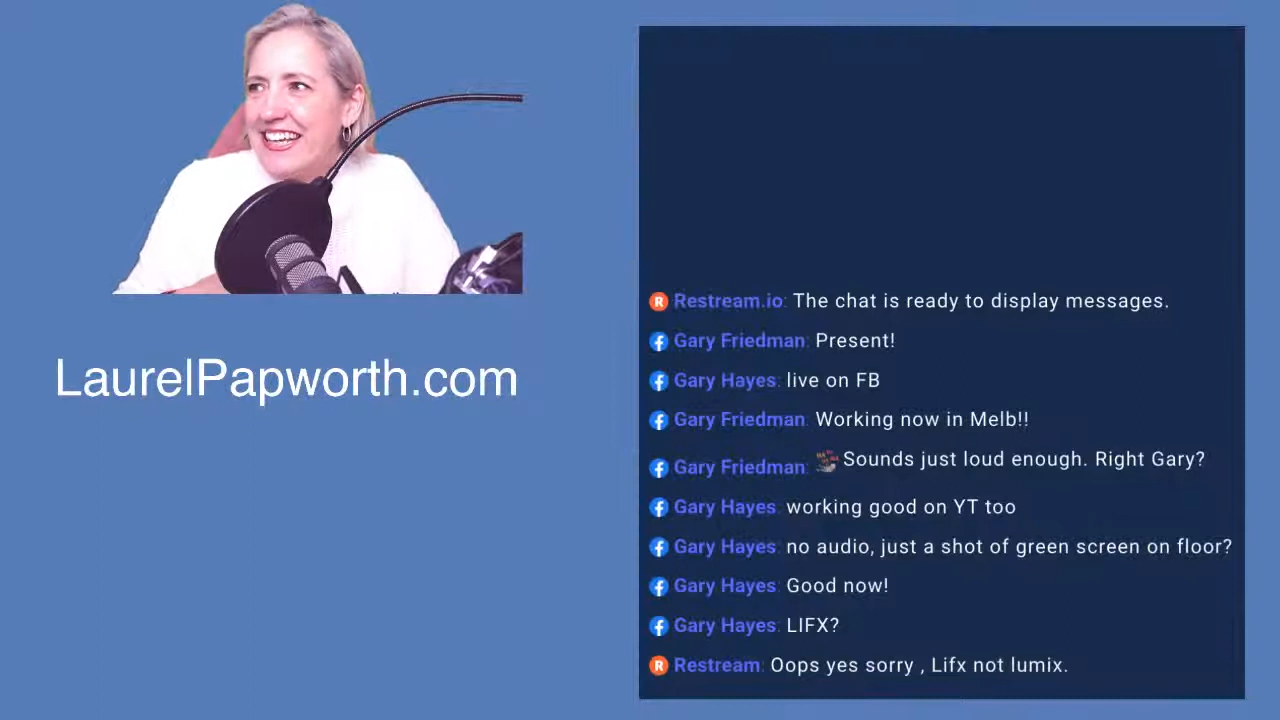 LaurelPapworth.com
R Restream.io: The chat is ready to display messages.
Gary Friedman: Present!
Gary Hayes: live on FB
Gary Friedman: Working now in Melb!!
Gary Friedman: Sounds just loud enough. Right Gary?
Gary Hayes: working good on YT too
Gary Hayes: no audio, just a shot of green screen on floor?
Gary Hayes: Good now!
Gary Hayes: LIFX?
R Restream: Oops yes sorry , Lifx not lumix.